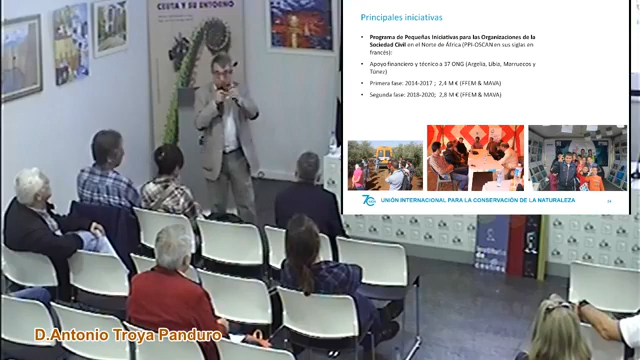 CEUTA Y SU ENTORNO
Principales iniciativas
• Programa de Pequeñas Iniciativas para las Organizaciones de la
Sociedad Civil en el Norte de África (PPI-OSCAN en sus siglas en
francés):
• Apoyo financiero y técnico a 37 ONG (Argelia, Libia, Marruecos y
Túnez)
• Primera fase: 2014-2017 ; 2,4 M € (FFEM & MAVA)
• Segunda fase: 2018-2020; 2,8 M € (FFEM & MAVA)
UNIÓN INTERNACIONAL PARA LA CONSERVACIÓN DE LA NATURALEZA
D.Antonio Troya Panduro